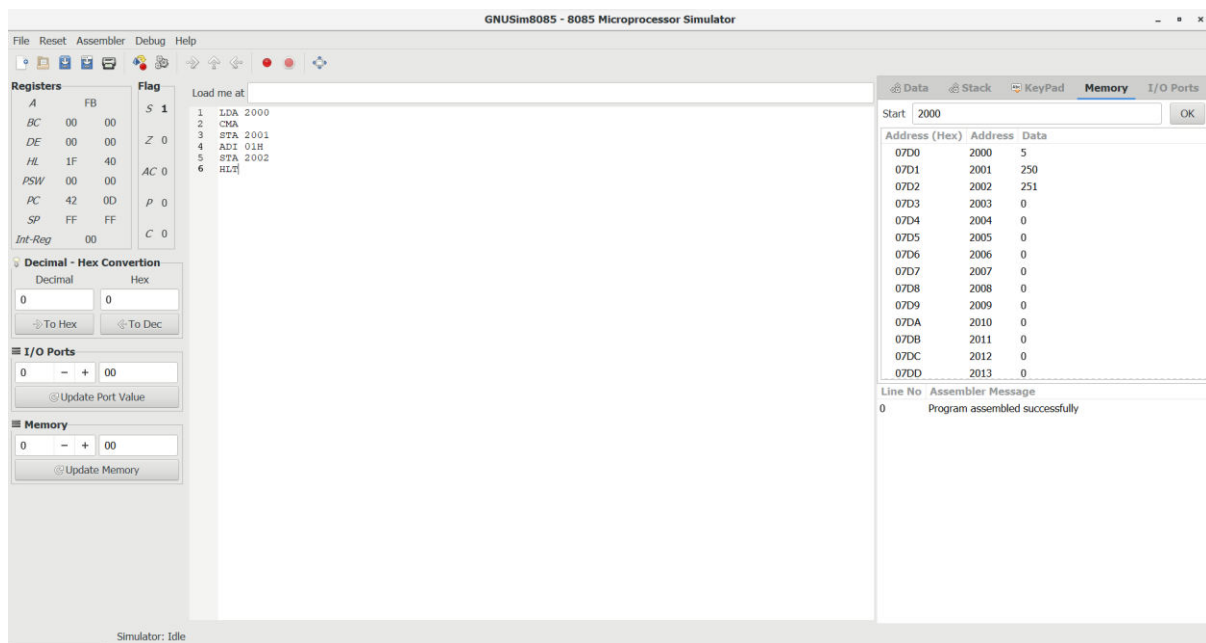 GNUSim8085 - 8085 Microprocessor Simulator
File Reset Assembler Debug Help
Registers
A FB
BC 00 00
DE 00 00
HL 1F 40
PSW 00 00
PC 42 0D
SP FF FF
Int-Reg 00
Flag
S 1
Z 0
AC 0
P 0
C 0
Decimal - Hex Convertion
Decimal Hex
0 0
To Hex To Dec
I/O Ports
0 - + 00
Update Port Value
Memory
0 - + 00
Update Memory
Load me at
1 LDA 2000
2 CMA
3 STA 2001
4 ADI 01H
5 STA 2002
6 HLT
Data Stack KeyPad Memory I/O Ports
Start 2000 OK
Address (Hex) Address Data
07D0 2000 5
07D1 2001 250
07D2 2002 251
07D3 2003 0
07D4 2004 0
07D5 2005 0
07D6 2006 0
07D7 2007 0
07D8 2008 0
07D9 2009 0
07DA 2010 0
07DB 2011 0
07DC 2012 0
07DD 2013 0
Line No Assembler Message
0 Program assembled successfully
Simulator: Idle